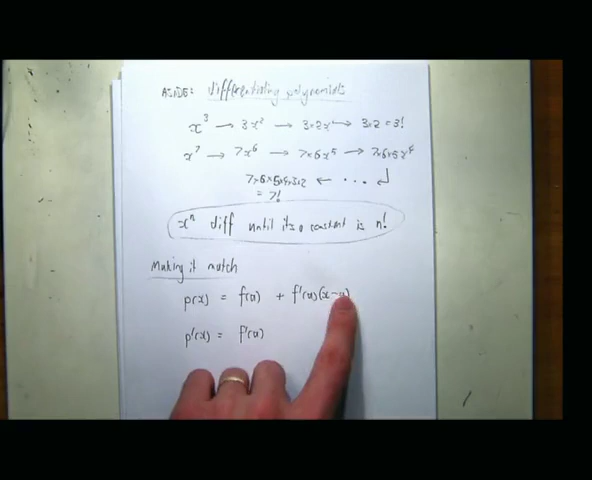 ASIDE: differentiating polynomials
x³ → 3x² → 3×2x → 3×2 = 3!
x⁷ → 7x⁶ → 7×6x⁵ → 7×6×5x⁴
7×6×5×4×3×2 ← ... ↲
= 7!
xⁿ diff until its a constant is n!
Making it match
p(x) = f(a) + f'(a)(x-a)
p'(x) = f'(a)